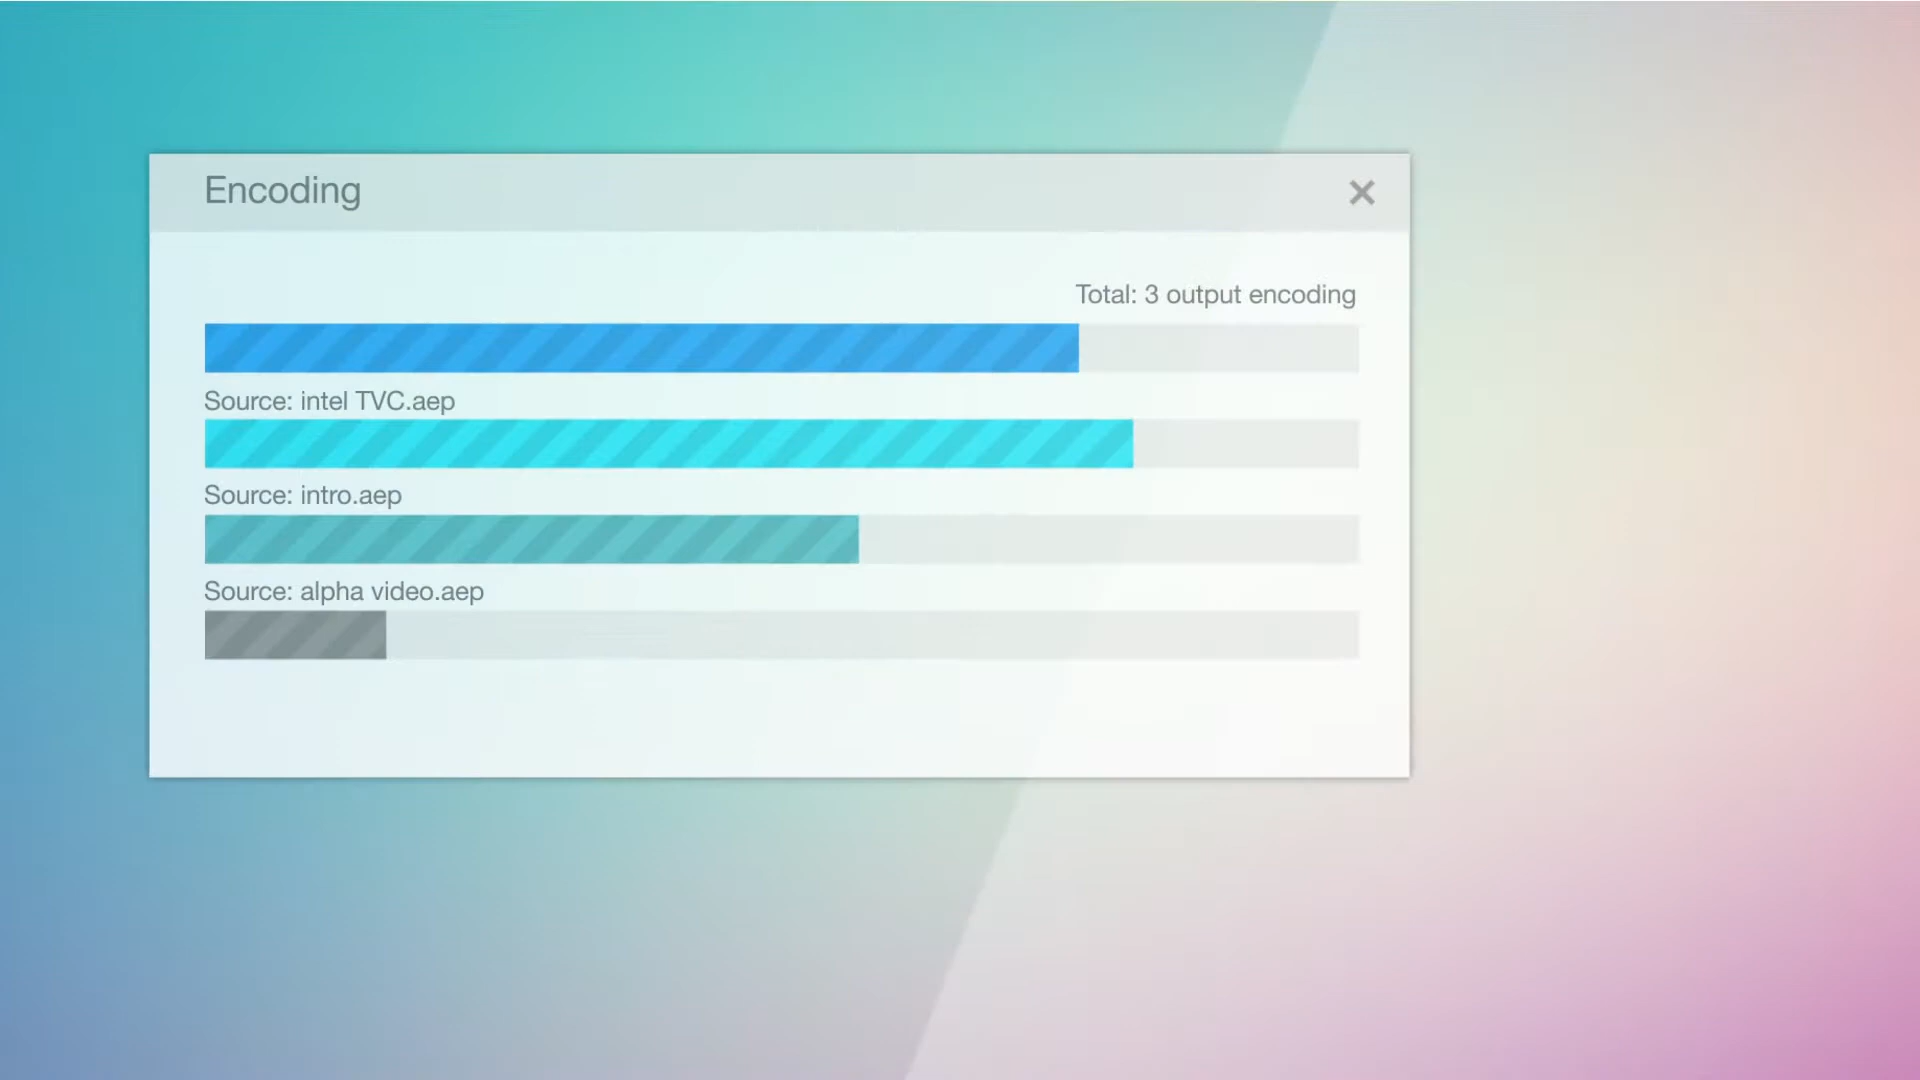 Encoding
Total: 3 output encoding
Source: intel TVC.aep
Source: intro.aep
Source: alpha video.aep